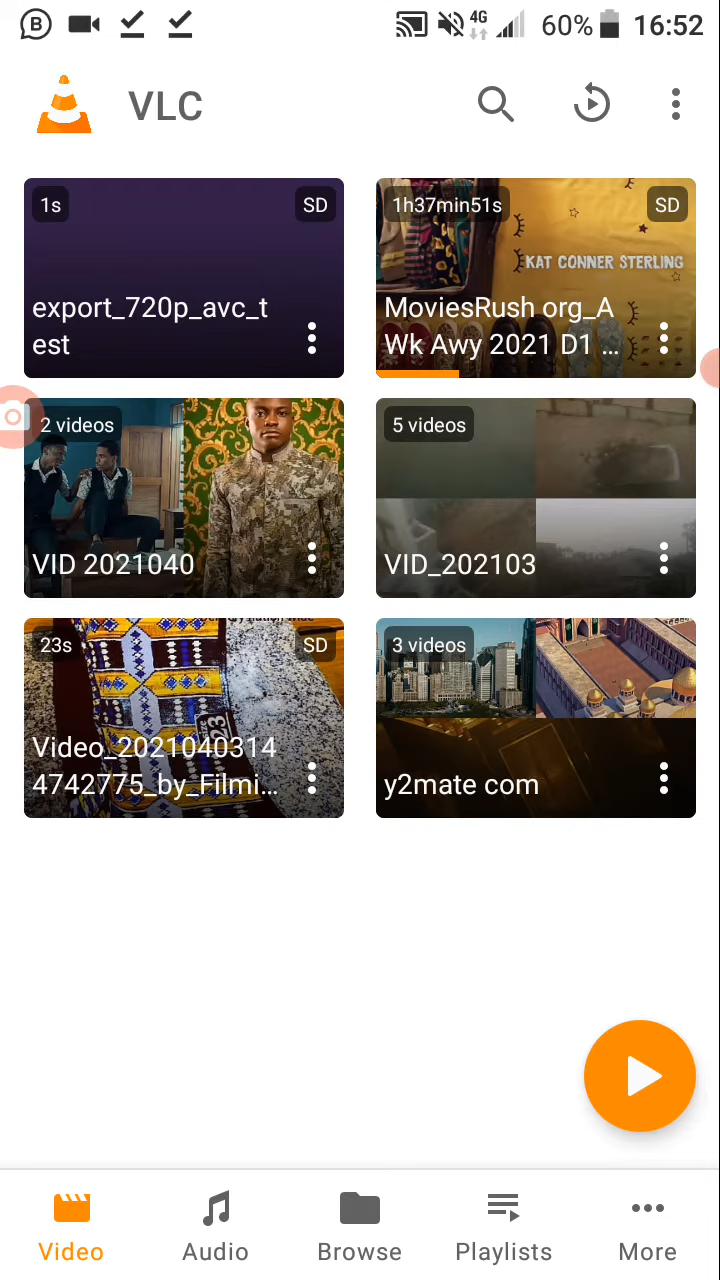 B 4G 60% 16:52
VLC
1s SD
export_720p_avc_t
est
1h37min51s SD
KAT CONNER STERLING
MoviesRush org_A
Wk Awy 2021 D1 ...
2 videos
VID 2021040
5 videos
VID_202103
23s SD
23
Video_2021040314
4742775_by_Filmi...
3 videos
y2mate com
Video Audio Browse Playlists More